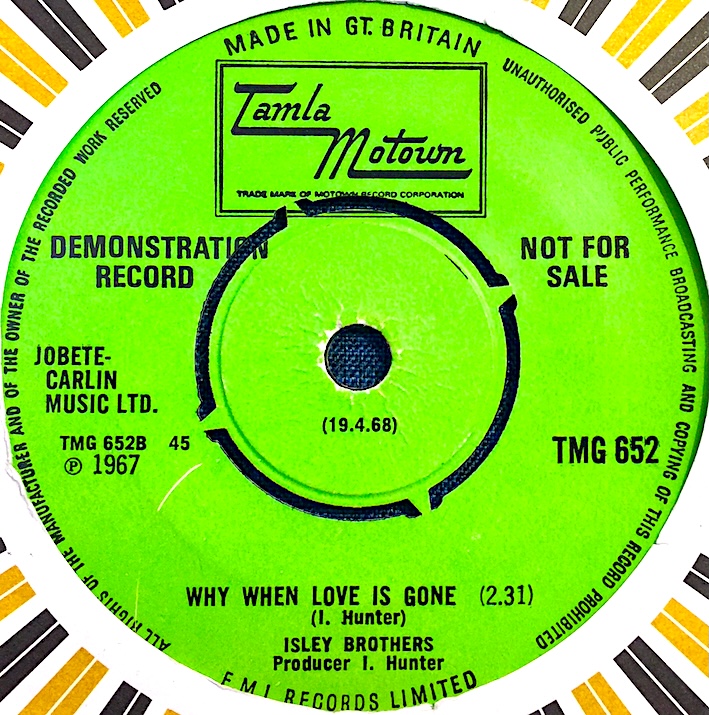 MADE IN GT. BRITAIN
UNAUTHORISED PUBLIC PERFORMANCE BROADCASTING AND COPYING OF THIS RECORD PROHIBITED
ALL RIGHTS OF THE MANUFACTURER AND OF THE OWNER OF THE RECORDED WORK RESERVED
Tamla
Motown
TRADE MARK OF MOTOWN RECORD CORPORATION
DEMONSTRATION
RECORD
NOT FOR
SALE
JOBETE-
CARLIN
MUSIC LTD.
TMG 652B 45
℗ 1967
(19.4.68)
TMG 652
WHY WHEN LOVE IS GONE (2.31)
(I. Hunter)
ISLEY BROTHERS
Producer I. Hunter
E.M.I. RECORDS LIMITED